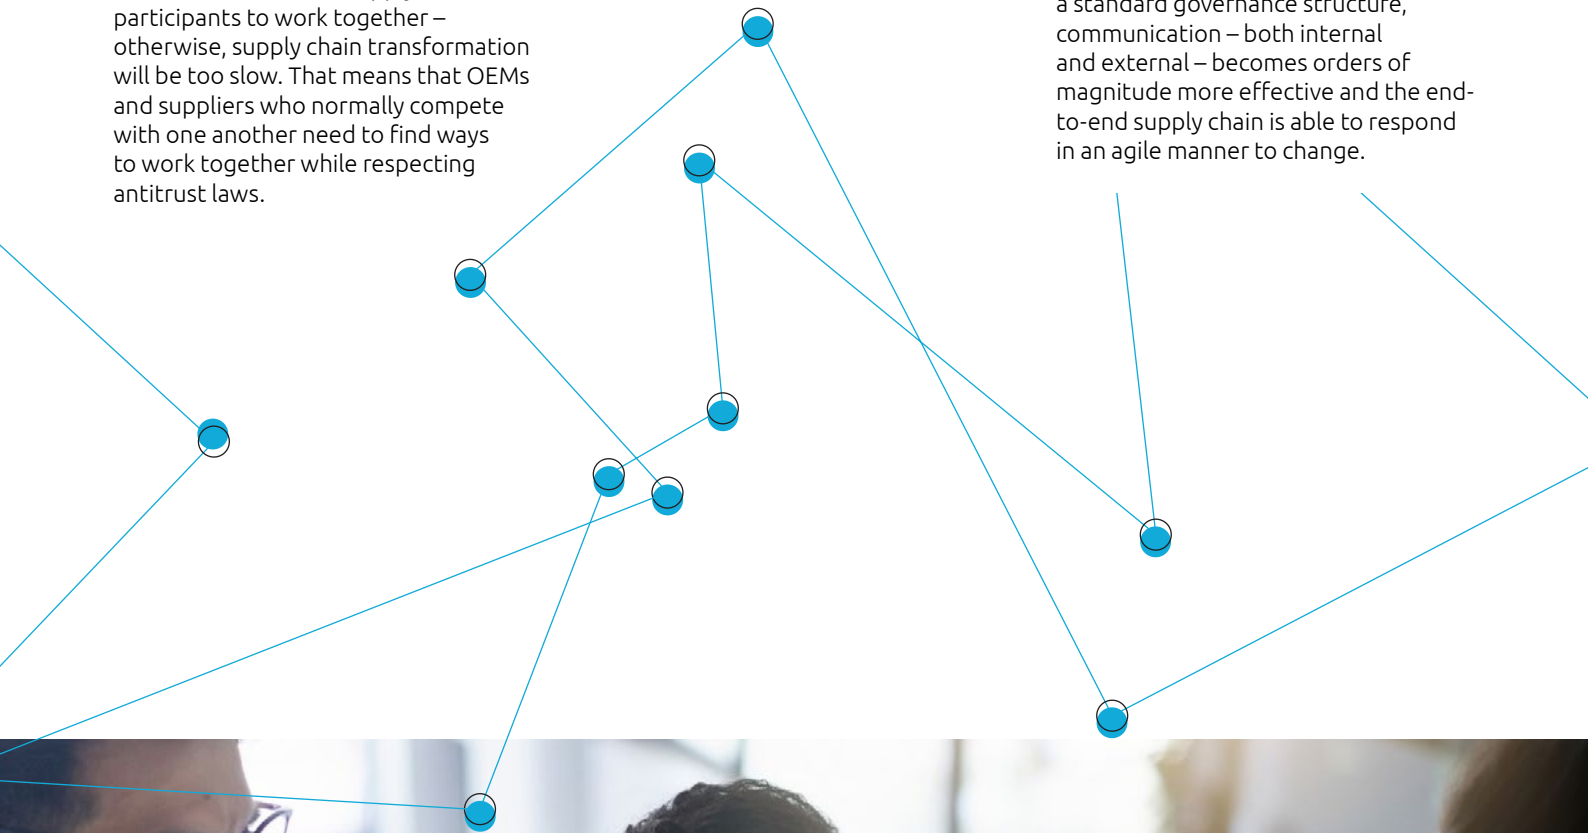 participants to work together –
otherwise, supply chain transformation
will be too slow. That means that OEMs
and suppliers who normally compete
with one another need to find ways
to work together while respecting
antitrust laws.
a standard governance structure,
communication – both internal
and external – becomes orders of
magnitude more effective and the end-
to-end supply chain is able to respond
in an agile manner to change.